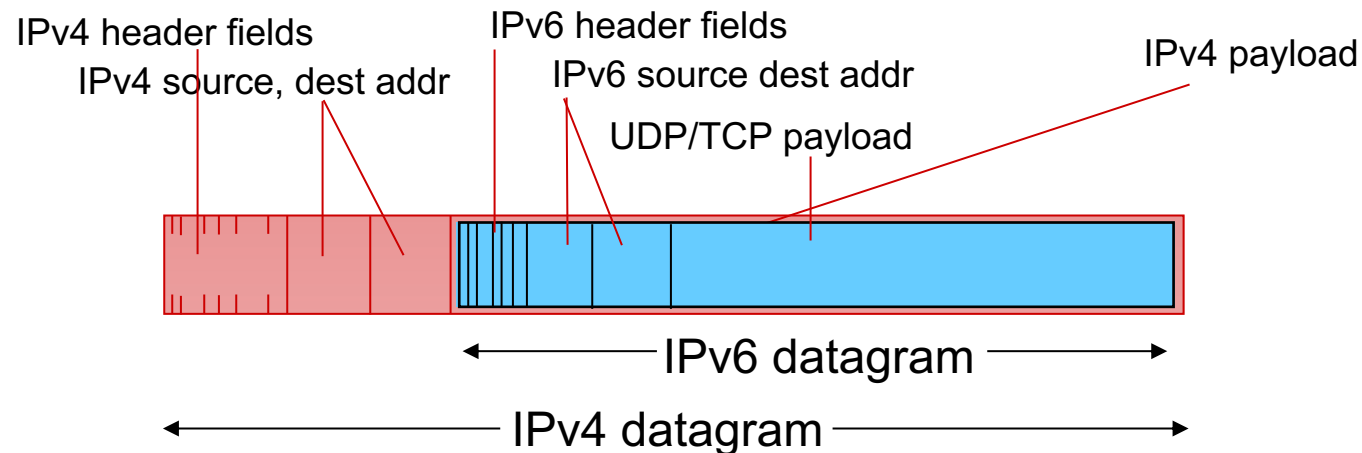 IPv4 header fields
IPv6 header fields
IPv4 payload
IPv4 source, dest addr
IPv6 source dest addr
UDP/TCP payload
IPv6 datagram
IPv4 datagram